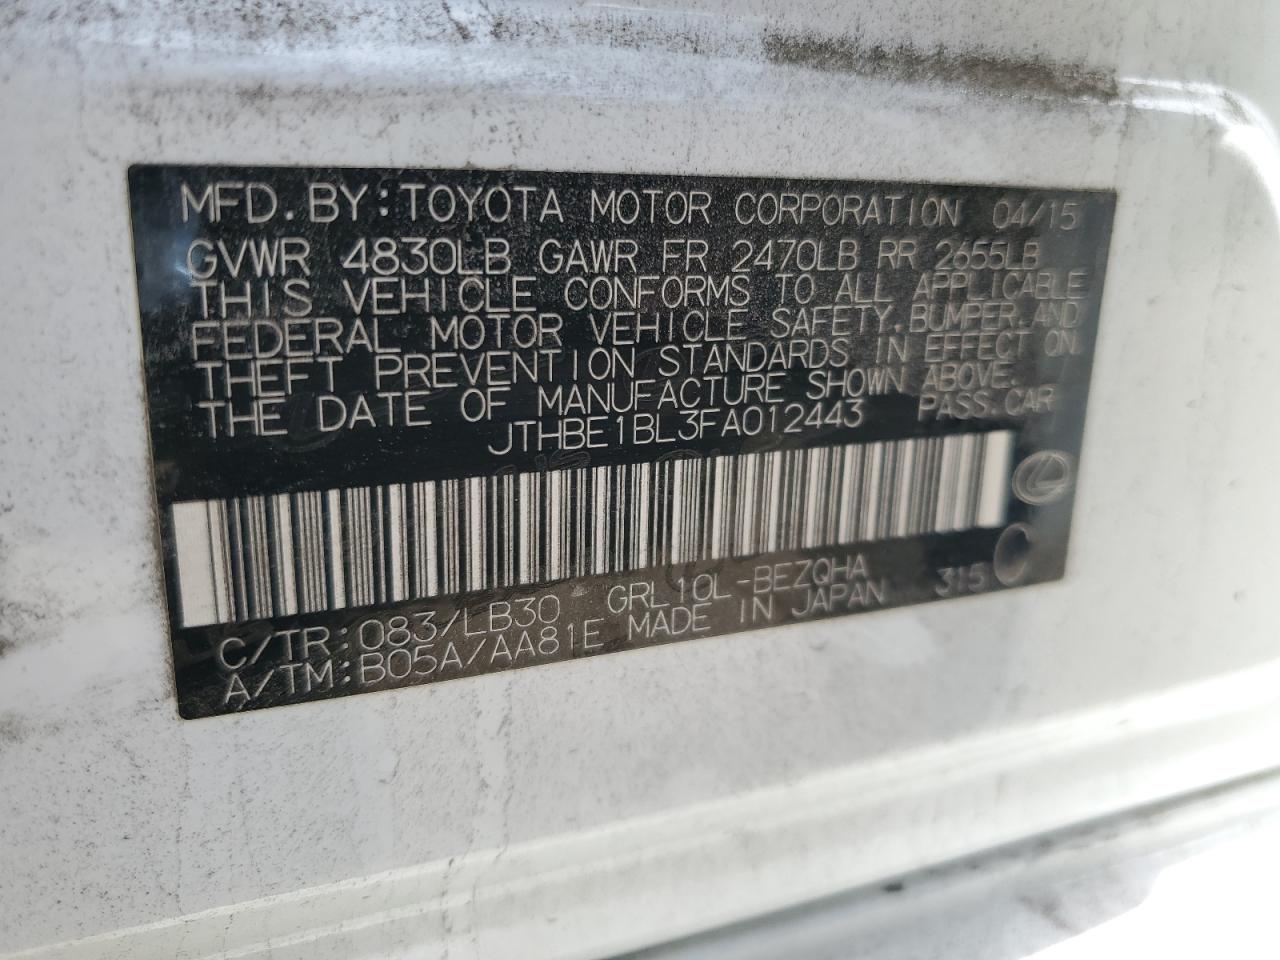 MFD. BY: TOYOTA MOTOR CORPORATION 04/15
GVWR 4830LB GAWR FR 2470LB RR 2655LB
THIS VEHICLE CONFORMS TO ALL APPLICABLE
FEDERAL MOTOR VEHICLE SAFETY, BUMPER, AND
THEFT PREVENTION STANDARDS IN EFFECT ON
THE DATE OF MANUFACTURE SHOWN ABOVE.
JTHBE1BL3FA012443 PASS. CAR
C/TR: 083/LB30 GRL10L-BEZQHA
A/TM: B05A/AA81E MADE IN JAPAN 315 C